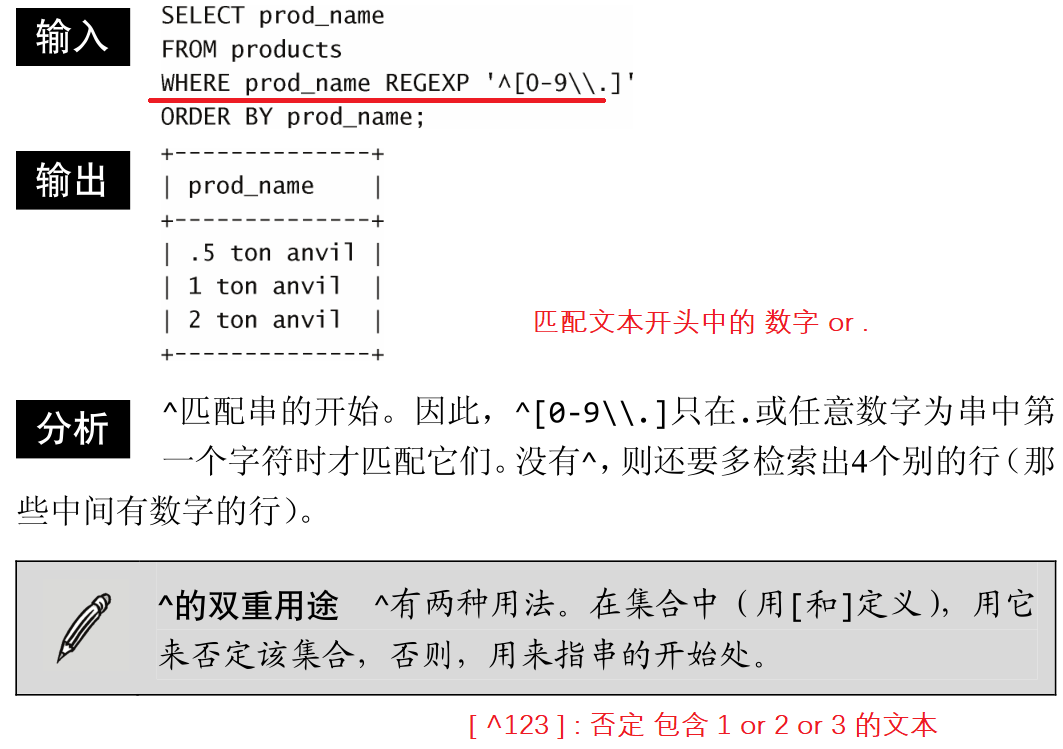 输入
SELECT prod_name
FROM products
WHERE prod_name REGEXP '^[0-9\\.]'
ORDER BY prod_name;
输出
+--------------+
| prod_name    |
+--------------+
| .5 ton anvil |
| 1 ton anvil  |
| 2 ton anvil  |
+--------------+
匹配文本开头中的 数字 or .
分析
^匹配串的开始。因此，^[0-9\\.]只在.或任意数字为串中第
一个字符时才匹配它们。没有^，则还要多检索出4个别的行（那
些中间有数字的行）。
^的双重用途 ^有两种用法。在集合中（用[和]定义），用它
来否定该集合，否则，用来指串的开始处。
[ ^123 ] : 否定 包含 1 or 2 or 3 的文本